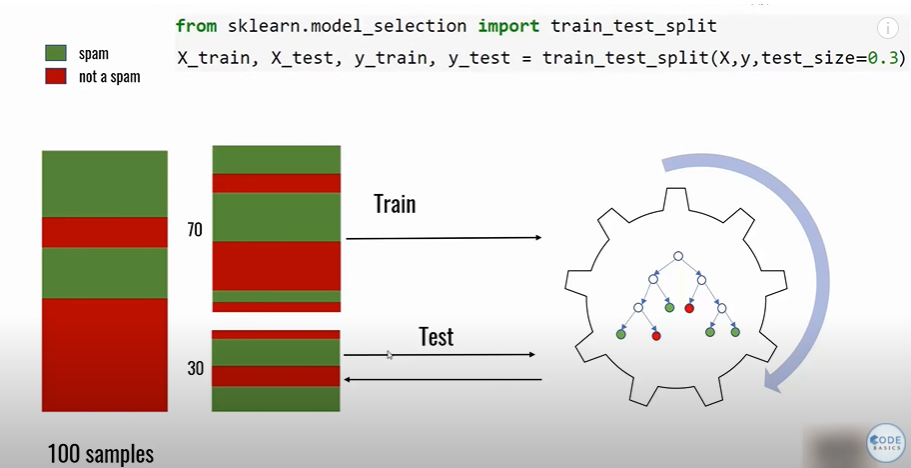 from sklearn.model_selection import train_test_split
X_train, X_test, y_train, y_test = train_test_split(X,y,test_size=0.3)
spam
not a spam
70
Train
30
Test
100 samples
i
CODE
BASICS